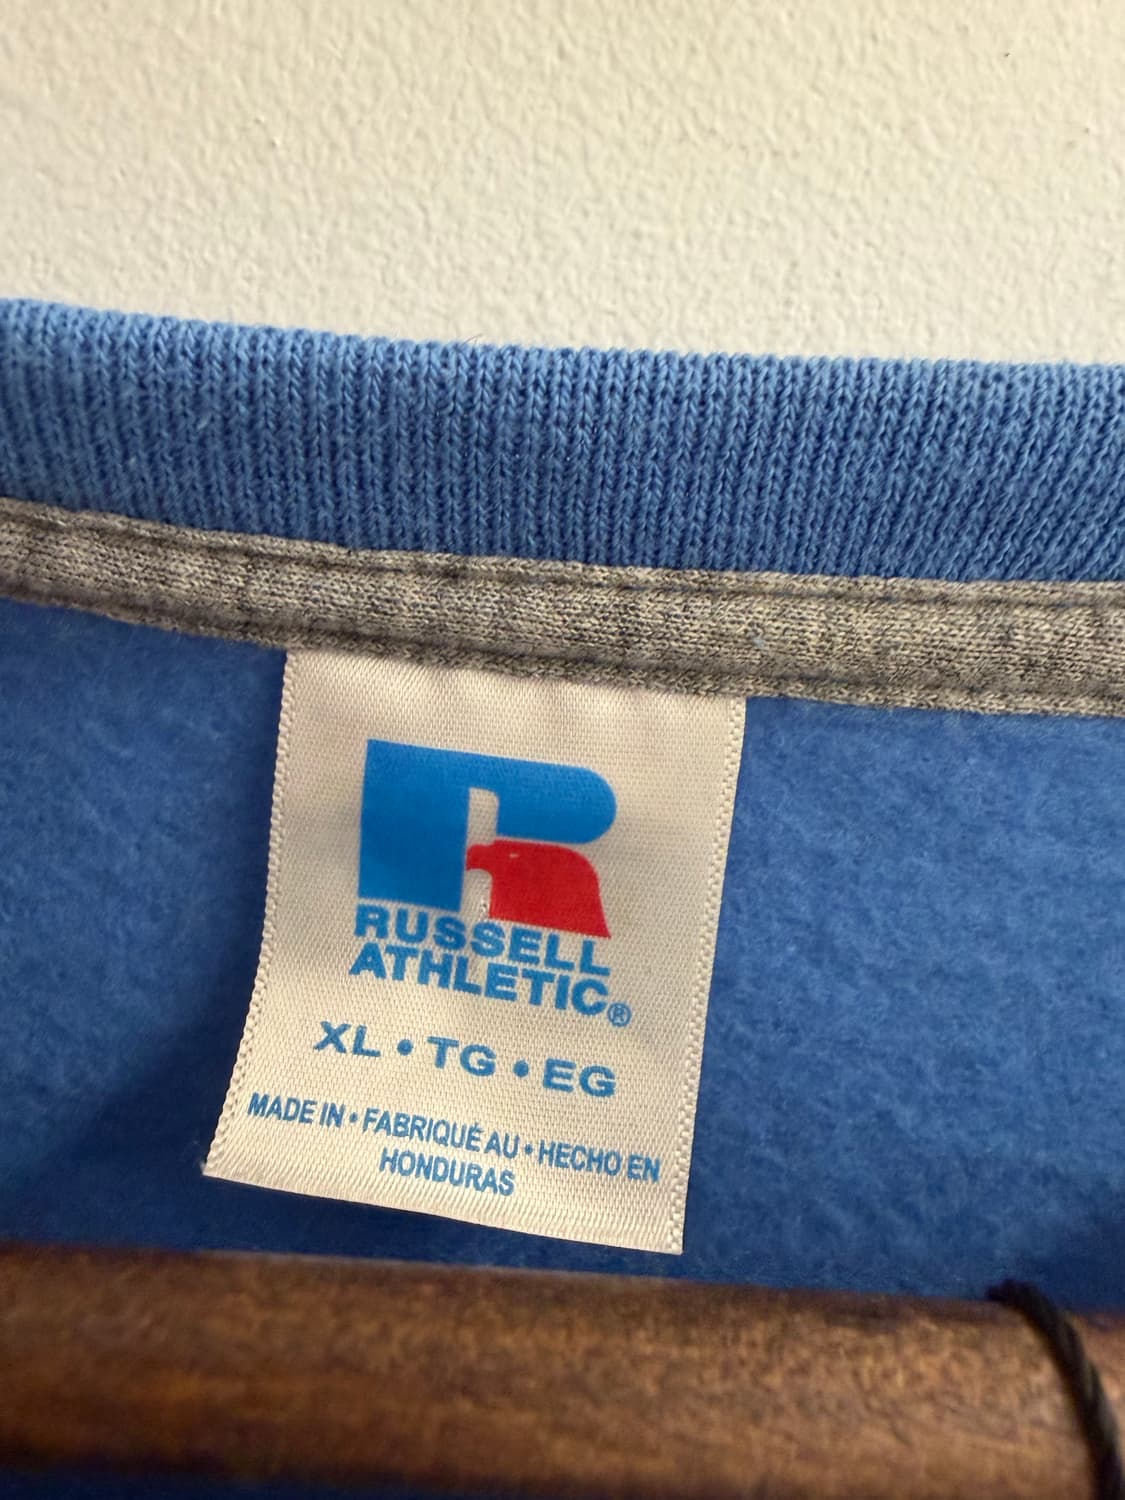 RUSSELL
ATHLETIC®
XL • TG • EG
MADE IN • FABRIQUÉ AU • HECHO EN
HONDURAS